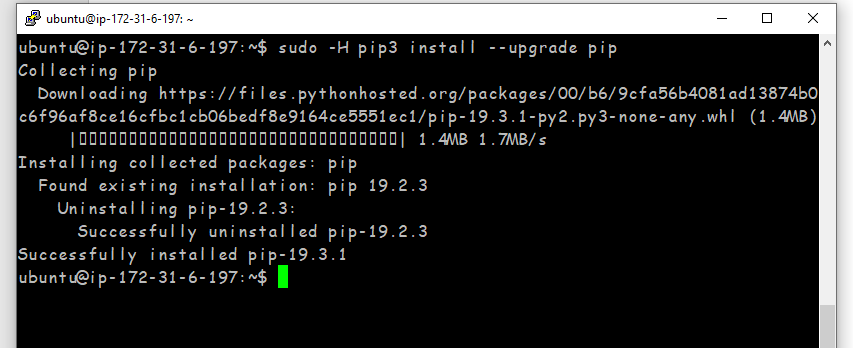 ubuntu@ip-172-31-6-197: ~
ubuntu@ip-172-31-6-197:~$ sudo -H pip3 install --upgrade pip
Collecting pip
  Downloading https://files.pythonhosted.org/packages/00/b6/9cfa56b4081ad13874b0
c6f96af8ce16cfbc1cb06bedf8e9164ce5551ec1/pip-19.3.1-py2.py3-none-any.whl (1.4MB)
     |▯▯▯▯▯▯▯▯▯▯▯▯▯▯▯▯▯▯▯▯▯▯▯▯▯▯▯▯▯▯▯▯| 1.4MB 1.7MB/s
Installing collected packages: pip
  Found existing installation: pip 19.2.3
    Uninstalling pip-19.2.3:
      Successfully uninstalled pip-19.2.3
Successfully installed pip-19.3.1
ubuntu@ip-172-31-6-197:~$